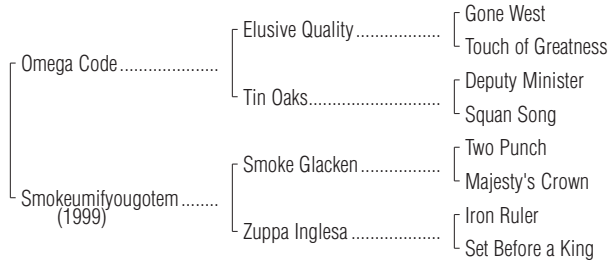 Gone West
Elusive Quality..................
Touch of Greatness
Omega Code.....................
Deputy Minister
Tin Oaks............................
Squan Song
Two Punch
Smoke Glacken.................
Majesty's Crown
Smokeumifyougotem........
(1999)
Iron Ruler
Zuppa Inglesa ....................
Set Before a King